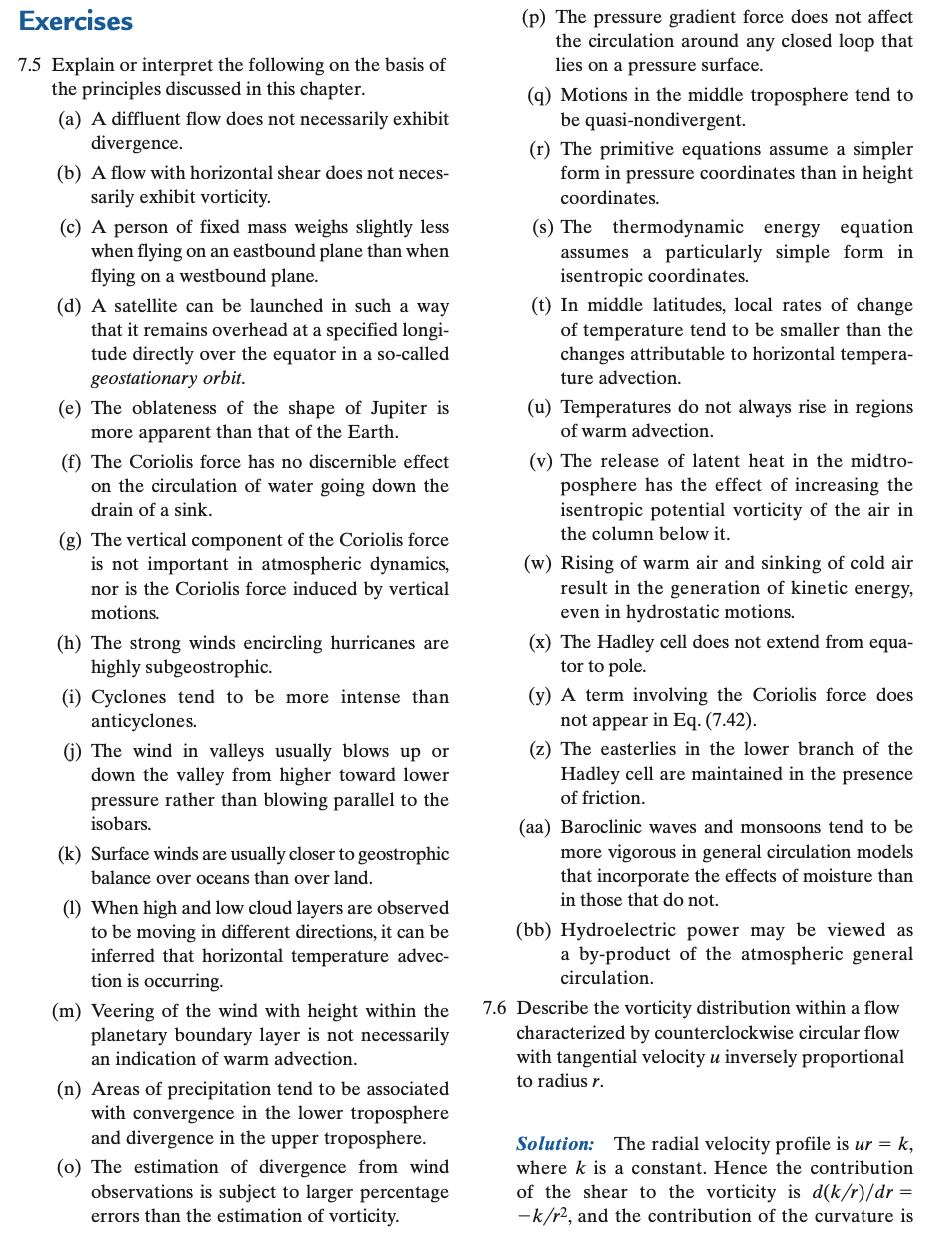 Exercises
7.5 Explain or interpret the following on the basis of
the principles discussed in this chapter.
(a) A diffluent flow does not necessarily exhibit
divergence.
(b) A flow with horizontal shear does not neces-
sarily exhibit vorticity.
(c) A person of fixed mass weighs slightly less
when flying on an eastbound plane than when
flying on a westbound plane.
(d) A satellite can be launched in such a way
that it remains overhead at a specified longi-
tude directly over the equator in a so-called
geostationary orbit.
(e) The oblateness of the shape of Jupiter is
more apparent than that of the Earth.
(f) The Coriolis force has no discernible effect
on the circulation of water going down the
drain of a sink.
(g) The vertical component of the Coriolis force
is not important in atmospheric dynamics,
nor is the Coriolis force induced by vertical
motions.
(h) The strong winds encircling hurricanes are
highly subgeostrophic.
(i) Cyclones tend to be more intense than
anticyclones.
(j) The wind in valleys usually blows up or
down the valley from higher toward lower
pressure rather than blowing parallel to the
isobars.
(k) Surface winds are usually closer to geostrophic
balance over oceans than over land.
(l) When high and low cloud layers are observed
to be moving in different directions, it can be
inferred that horizontal temperature advec-
tion is occurring.
(m) Veering of the wind with height within the
planetary boundary layer is not necessarily
an indication of warm advection.
(n) Areas of precipitation tend to be associated
with convergence in the lower troposphere
and divergence in the upper troposphere.
(o) The estimation of divergence from wind
observations is subject to larger percentage
errors than the estimation of vorticity.
(p) The pressure gradient force does not affect
the circulation around any closed loop that
lies on a pressure surface.
(q) Motions in the middle troposphere tend to
be quasi-nondivergent.
(r) The primitive equations assume a simpler
form in pressure coordinates than in height
coordinates.
(s) The thermodynamic energy equation
assumes a particularly simple form in
isentropic coordinates.
(t) In middle latitudes, local rates of change
of temperature tend to be smaller than the
changes attributable to horizontal tempera-
ture advection.
(u) Temperatures do not always rise in regions
of warm advection.
(v) The release of latent heat in the midtro-
posphere has the effect of increasing the
isentropic potential vorticity of the air in
the column below it.
(w) Rising of warm air and sinking of cold air
result in the generation of kinetic energy,
even in hydrostatic motions.
(x) The Hadley cell does not extend from equa-
tor to pole.
(y) A term involving the Coriolis force does
not appear in Eq. (7.42).
(z) The easterlies in the lower branch of the
Hadley cell are maintained in the presence
of friction.
(aa) Baroclinic waves and monsoons tend to be
more vigorous in general circulation models
that incorporate the effects of moisture than
in those that do not.
(bb) Hydroelectric power may be viewed as
a by-product of the atmospheric general
circulation.
7.6 Describe the vorticity distribution within a flow
characterized by counterclockwise circular flow
with tangential velocity u inversely proportional
to radius r.
Solution: The radial velocity profile is ur = k,
where k is a constant. Hence the contribution
of the shear to the vorticity is d(k/r)/dr =
−k/r², and the contribution of the curvature is